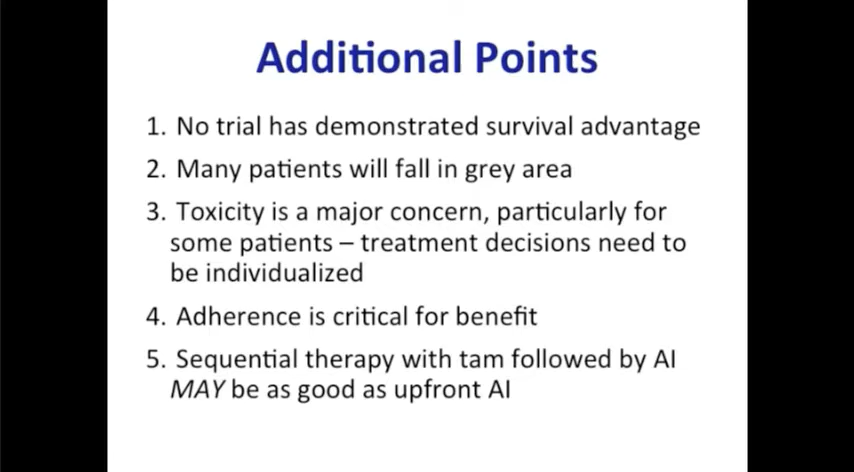 Additional Points
1. No trial has demonstrated survival advantage
2. Many patients will fall in grey area
3. Toxicity is a major concern, particularly for
some patients – treatment decisions need to
be individualized
4. Adherence is critical for benefit
5. Sequential therapy with tam followed by AI
MAY be as good as upfront AI